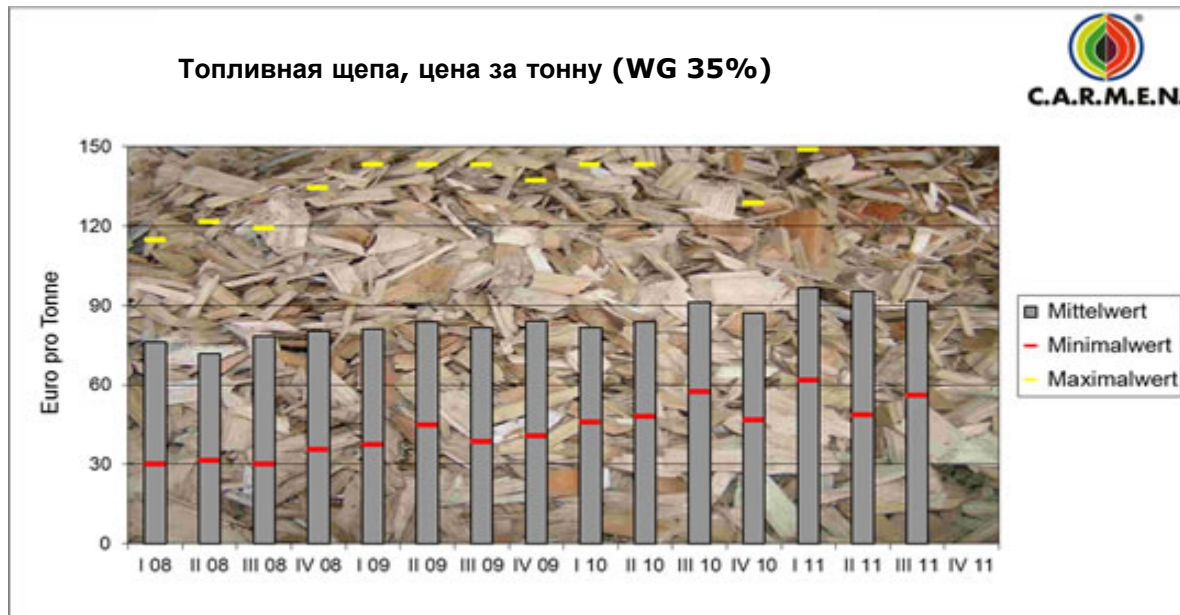 Топливная щепа, цена за тонну (WG 35%)
C.A.R.M.E.N.
Euro pro Tonne
150
120
90
60
30
0
I 08 II 08 III 08 IV 08 I 09 II 09 III 09 IV 09 I 10 II 10 III 10 IV 10 I 11 II 11 III 11 IV 11
Mittelwert
Minimalwert
Maximalwert